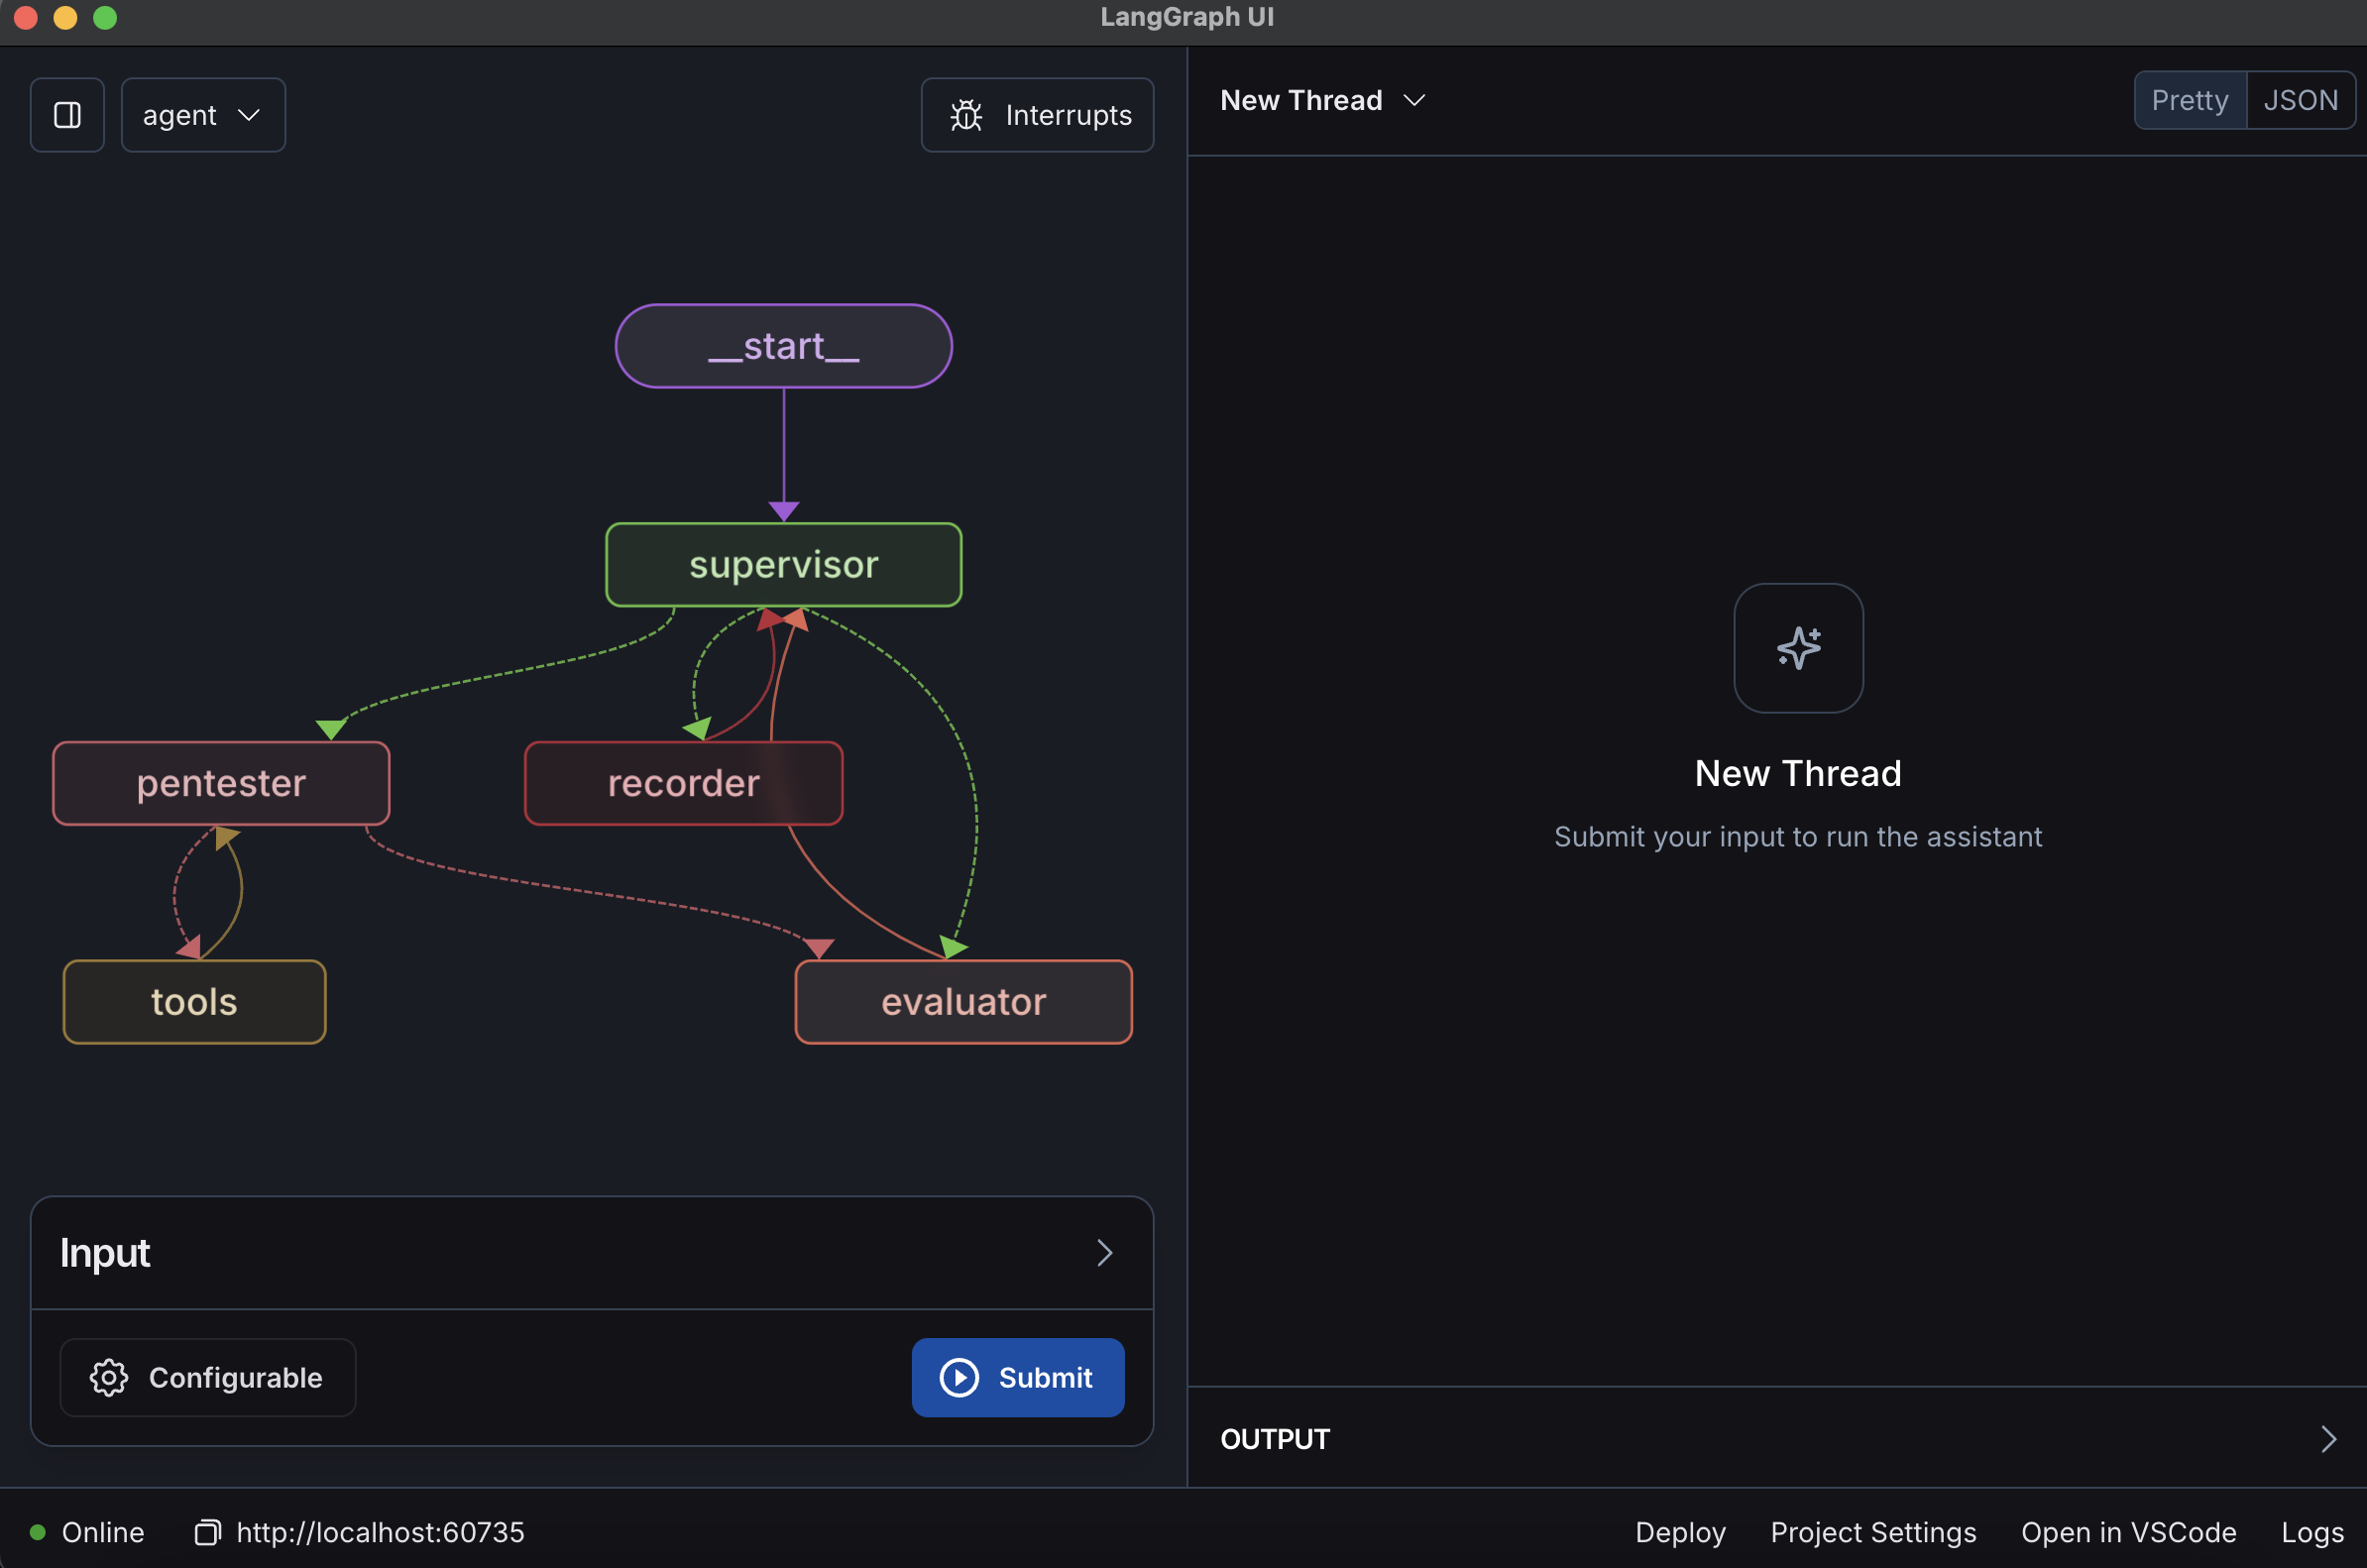 LangGraph UI
agent
Interrupts
New Thread
Pretty
JSON
__start__
supervisor
pentester
recorder
tools
evaluator
New Thread
Submit your input to run the assistant
Input
Configurable
Submit
OUTPUT
Online
http://localhost:60735
Deploy
Project Settings
Open in VSCode
Logs